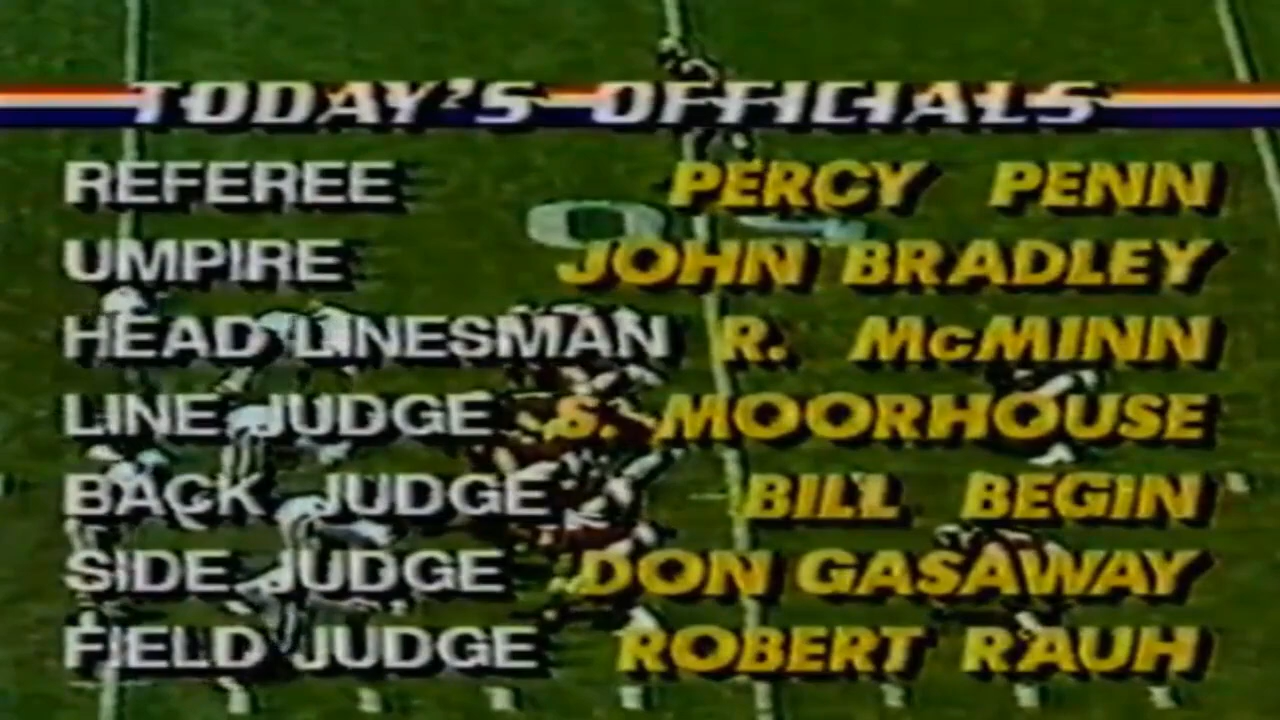 TODAY'S OFFICIALS
REFEREE PERCY PENN
UMPIRE JOHN BRADLEY
HEAD LINESMAN R. McMINN
LINE JUDGE S. MOORHOUSE
BACK JUDGE BILL BEGIN
SIDE JUDGE DON GASAWAY
FIELD JUDGE ROBERT RAUH